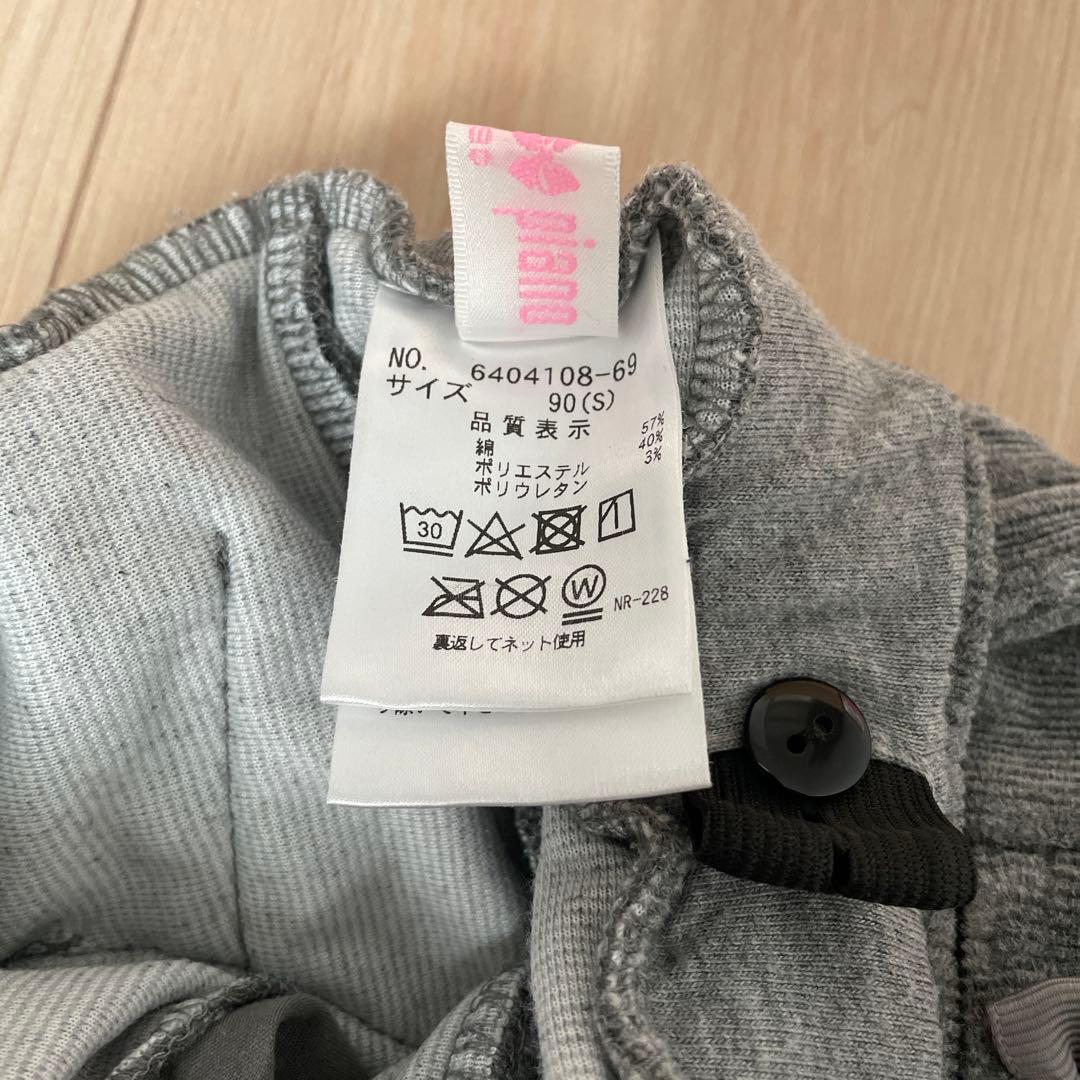 piano
NO. 6404108-69
サイズ 90(S)
品質表示
綿 57%
ポリエステル 40%
ポリウレタン 3%
30
W
NR-228
裏返してネット使用